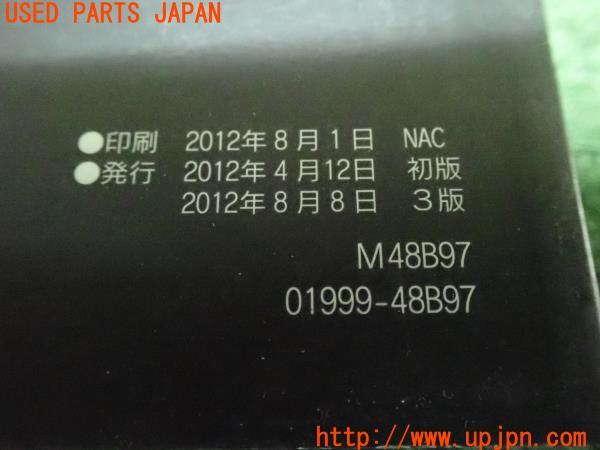 USED PARTS JAPAN
●印刷 2012年8月1日 NAC
●発行 2012年4月12日 初版
2012年8月8日 3版
M48B97
01999-48B97
http://www.upjpn.com/